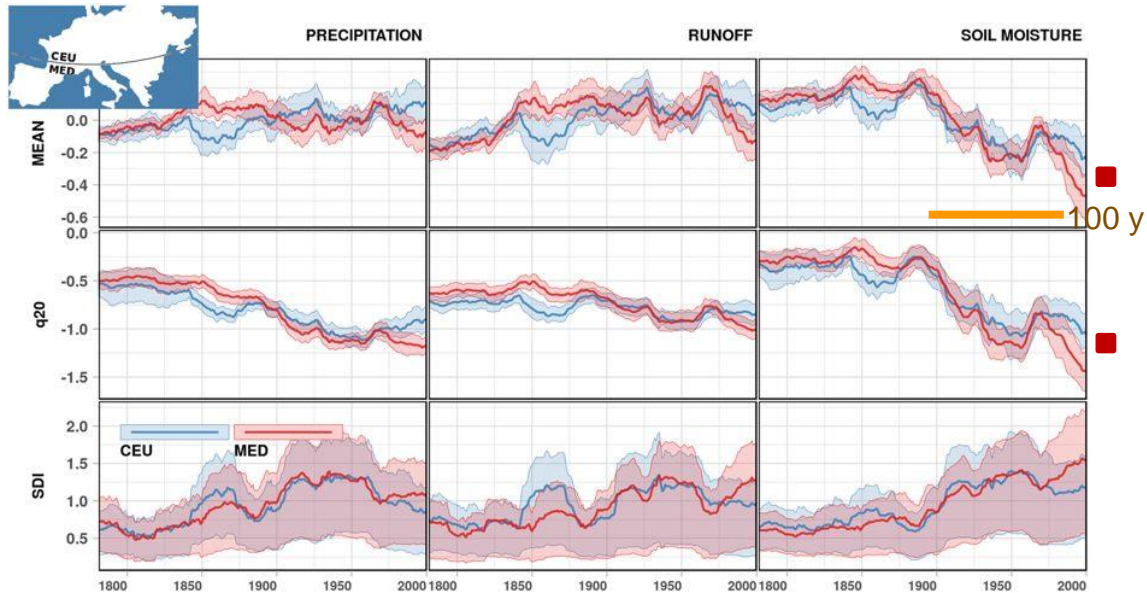 CEU
MED
PRECIPITATION RUNOFF SOIL MOISTURE
MEAN
0.0
-0.2
-0.4
-0.6
100 y
q20
0.0
-0.5
-1.0
-1.5
SDI
2.0
1.5
1.0
0.5
CEU MED
1800 1850 1900 1950 2000 1800 1850 1900 1950 2000 1800 1850 1900 1950 2000